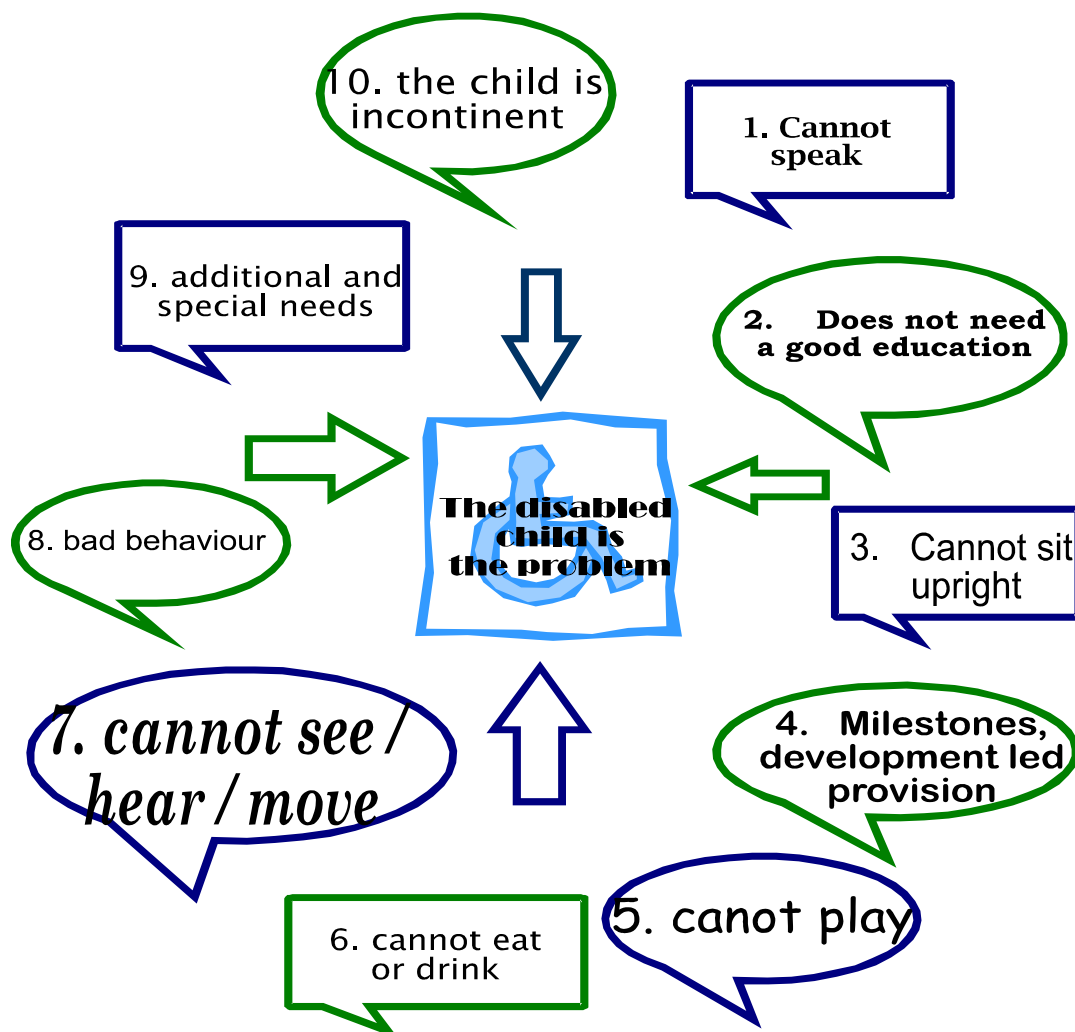 10. the child is
incontinent
1. Cannot
speak
9. additional and
special needs
2. Does not need
a good education
The disabled
child is
the problem
8. bad behaviour
3. Cannot sit
upright
7. cannot see /
hear / move
4. Milestones,
development led
provision
5. canot play
6. cannot eat
or drink